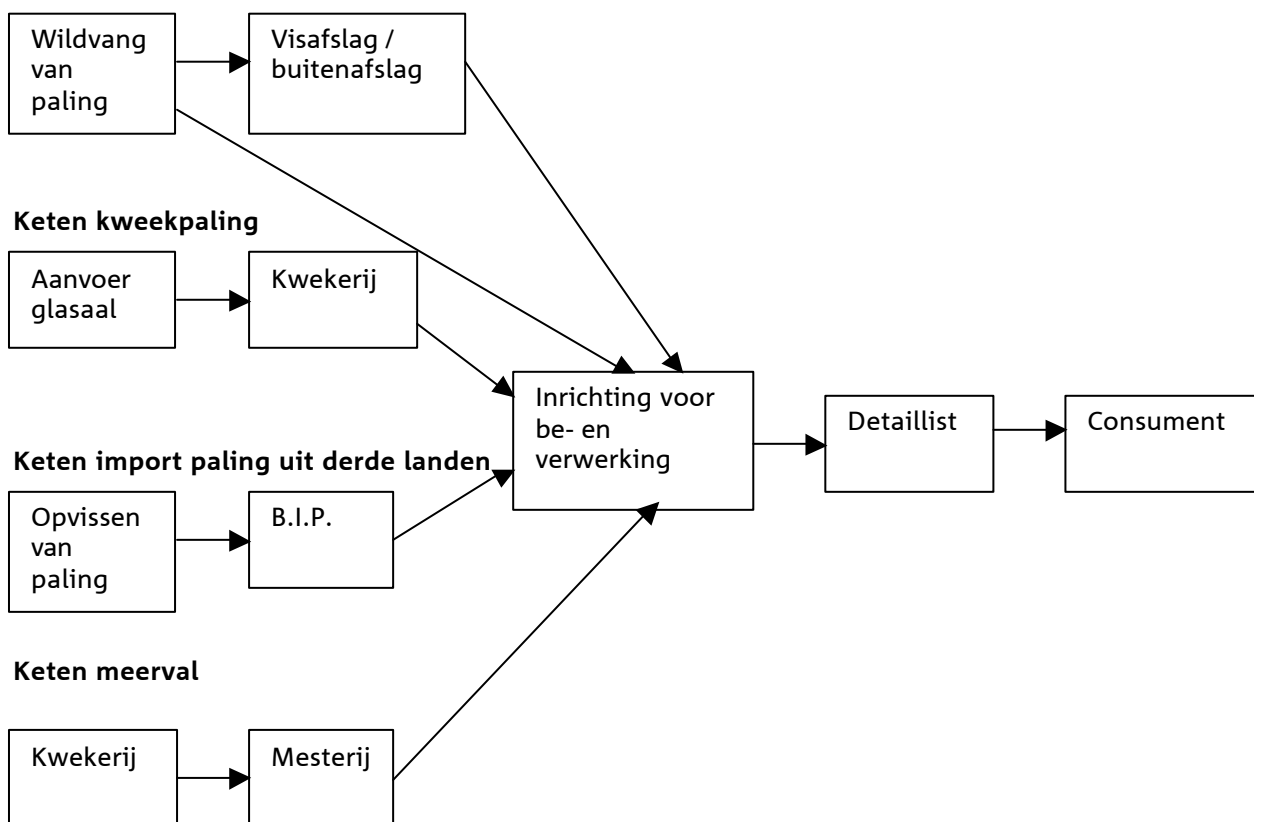 Wildvang
van
paling
Visafslag /
buitenafslag
Keten kweekpaling
Aanvoer
glasaal
Kwekerij
Inrichting voor
be- en
verwerking
Detaillist
Consument
Keten import paling uit derde landen
Opvissen
van
paling
B.I.P.
Keten meerval
Kwekerij
Mesterij